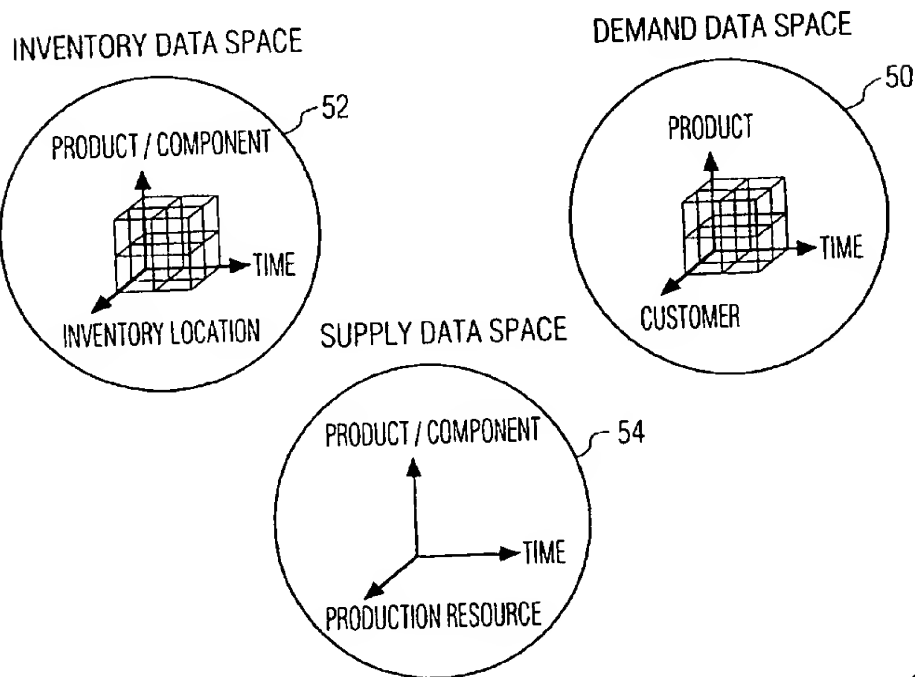 INVENTORY DATA SPACE
52
PRODUCT / COMPONENT
TIME
INVENTORY LOCATION
DEMAND DATA SPACE
50
PRODUCT
TIME
CUSTOMER
SUPPLY DATA SPACE
54
PRODUCT / COMPONENT
TIME
PRODUCTION RESOURCE